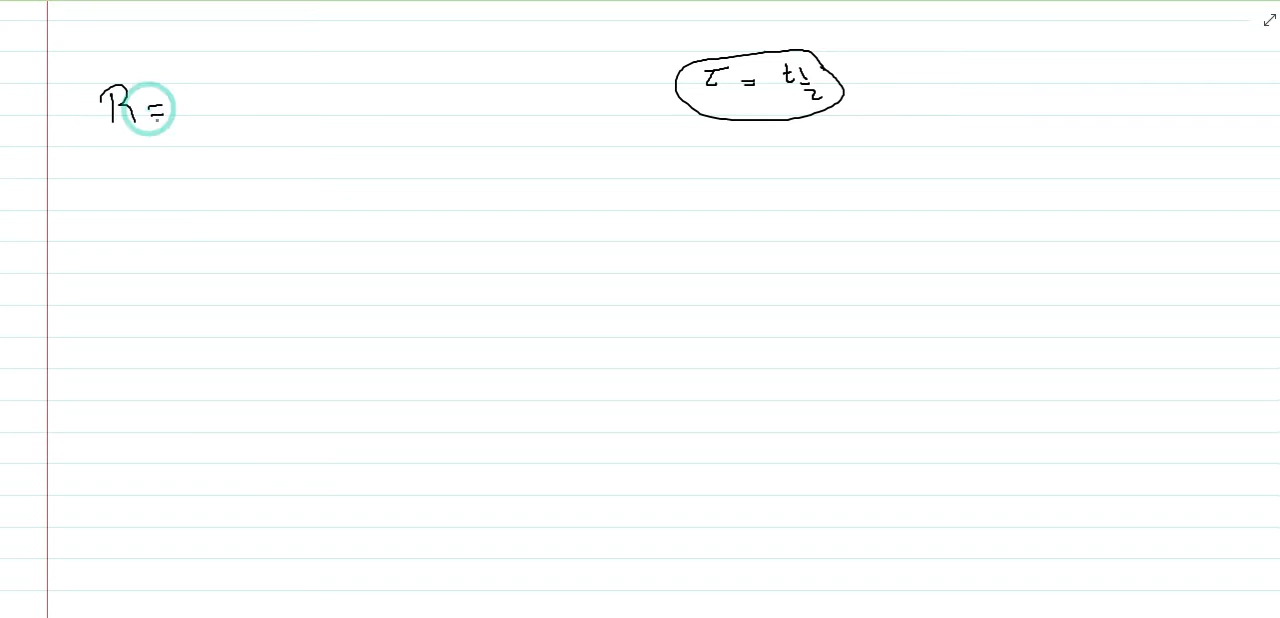 R =
τ = t½